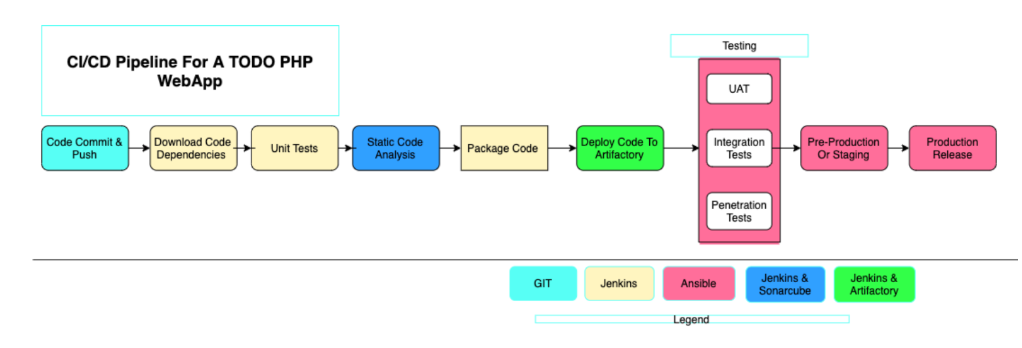 CI/CD Pipeline For A TODO PHP
WebApp
Testing
UAT
Code Commit &
Push
Download Code
Dependencies
Unit Tests
Static Code
Analysis
Package Code
Deploy Code To
Artifactory
Integration
Tests
Pre-Production
Or Staging
Production
Release
Penetration
Tests
GIT
Jenkins
Ansible
Jenkins &
Sonarcube
Jenkins &
Artifactory
Legend